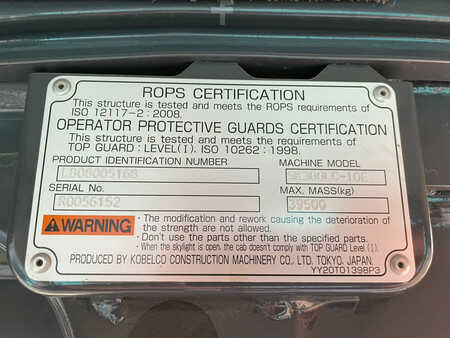 ROPS CERTIFICATION
This structure is tested and meets the ROPS requirements of
ISO 12117-2 : 2008.
OPERATOR PROTECTIVE GUARDS CERTIFICATION
This structure is tested and meets the requirements of
TOP GUARD : LEVEL(I). ISO 10262 : 1998.
PRODUCT IDENTIFICATION NUMBER MACHINE MODEL
SERIAL No. MAX. MASS(kg)
R0056152 39500
WARNING
• The modification and rework causing the deterioration of
the strength are not allowed.
• Don't use the parts other than the specified parts.
• When the skylight is open, the cab doesn't comply with TOP GUARD Level (I).
PRODUCED BY KOBELCO CONSTRUCTION MACHINERY CO., LTD. TOKYO, JAPAN.
YY20T01398P3